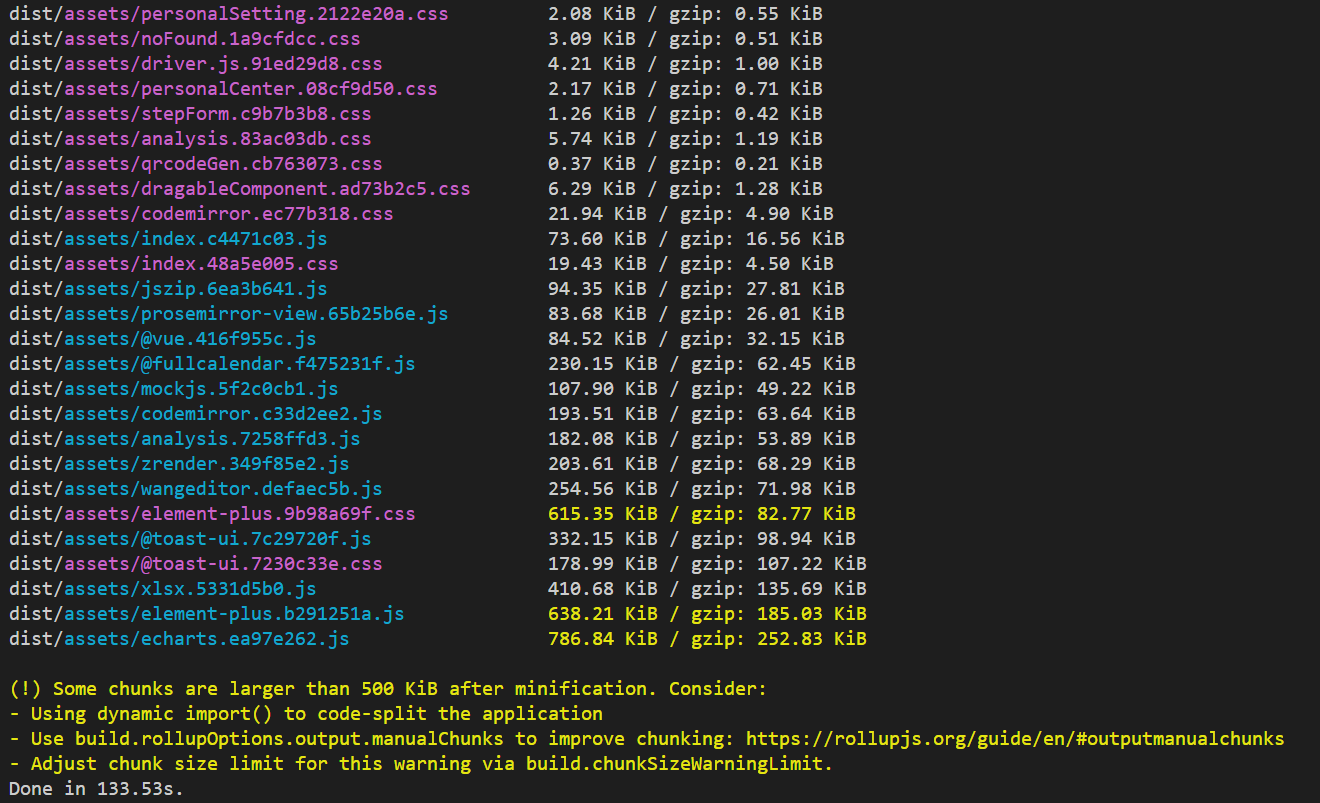 dist/assets/personalSetting.2122e20a.css 2.08 KiB / gzip: 0.55 KiB
dist/assets/noFound.1a9cfdcc.css 3.09 KiB / gzip: 0.51 KiB
dist/assets/driver.js.91ed29d8.css 4.21 KiB / gzip: 1.00 KiB
dist/assets/personalCenter.08cf9d50.css 2.17 KiB / gzip: 0.71 KiB
dist/assets/stepForm.c9b7b3b8.css 1.26 KiB / gzip: 0.42 KiB
dist/assets/analysis.83ac03db.css 5.74 KiB / gzip: 1.19 KiB
dist/assets/qrcodeGen.cb763073.css 0.37 KiB / gzip: 0.21 KiB
dist/assets/dragableComponent.ad73b2c5.css 6.29 KiB / gzip: 1.28 KiB
dist/assets/codemirror.ec77b318.css 21.94 KiB / gzip: 4.90 KiB
dist/assets/index.c4471c03.js 73.60 KiB / gzip: 16.56 KiB
dist/assets/index.48a5e005.css 19.43 KiB / gzip: 4.50 KiB
dist/assets/jszip.6ea3b641.js 94.35 KiB / gzip: 27.81 KiB
dist/assets/prosemirror-view.65b25b6e.js 83.68 KiB / gzip: 26.01 KiB
dist/assets/@vue.416f955c.js 84.52 KiB / gzip: 32.15 KiB
dist/assets/@fullcalendar.f475231f.js 230.15 KiB / gzip: 62.45 KiB
dist/assets/mockjs.5f2c0cb1.js 107.90 KiB / gzip: 49.22 KiB
dist/assets/codemirror.c33d2ee2.js 193.51 KiB / gzip: 63.64 KiB
dist/assets/analysis.7258ffd3.js 182.08 KiB / gzip: 53.89 KiB
dist/assets/zrender.349f85e2.js 203.61 KiB / gzip: 68.29 KiB
dist/assets/wangeditor.defaec5b.js 254.56 KiB / gzip: 71.98 KiB
dist/assets/element-plus.9b98a69f.css 615.35 KiB / gzip: 82.77 KiB
dist/assets/@toast-ui.7c29720f.js 332.15 KiB / gzip: 98.94 KiB
dist/assets/@toast-ui.7230c33e.css 178.99 KiB / gzip: 107.22 KiB
dist/assets/xlsx.5331d5b0.js 410.68 KiB / gzip: 135.69 KiB
dist/assets/element-plus.b291251a.js 638.21 KiB / gzip: 185.03 KiB
dist/assets/echarts.ea97e262.js 786.84 KiB / gzip: 252.83 KiB
(!) Some chunks are larger than 500 KiB after minification. Consider:
- Using dynamic import() to code-split the application
- Use build.rollupOptions.output.manualChunks to improve chunking: https://rollupjs.org/guide/en/#outputmanualchunks
- Adjust chunk size limit for this warning via build.chunkSizeWarningLimit.
Done in 133.53s.